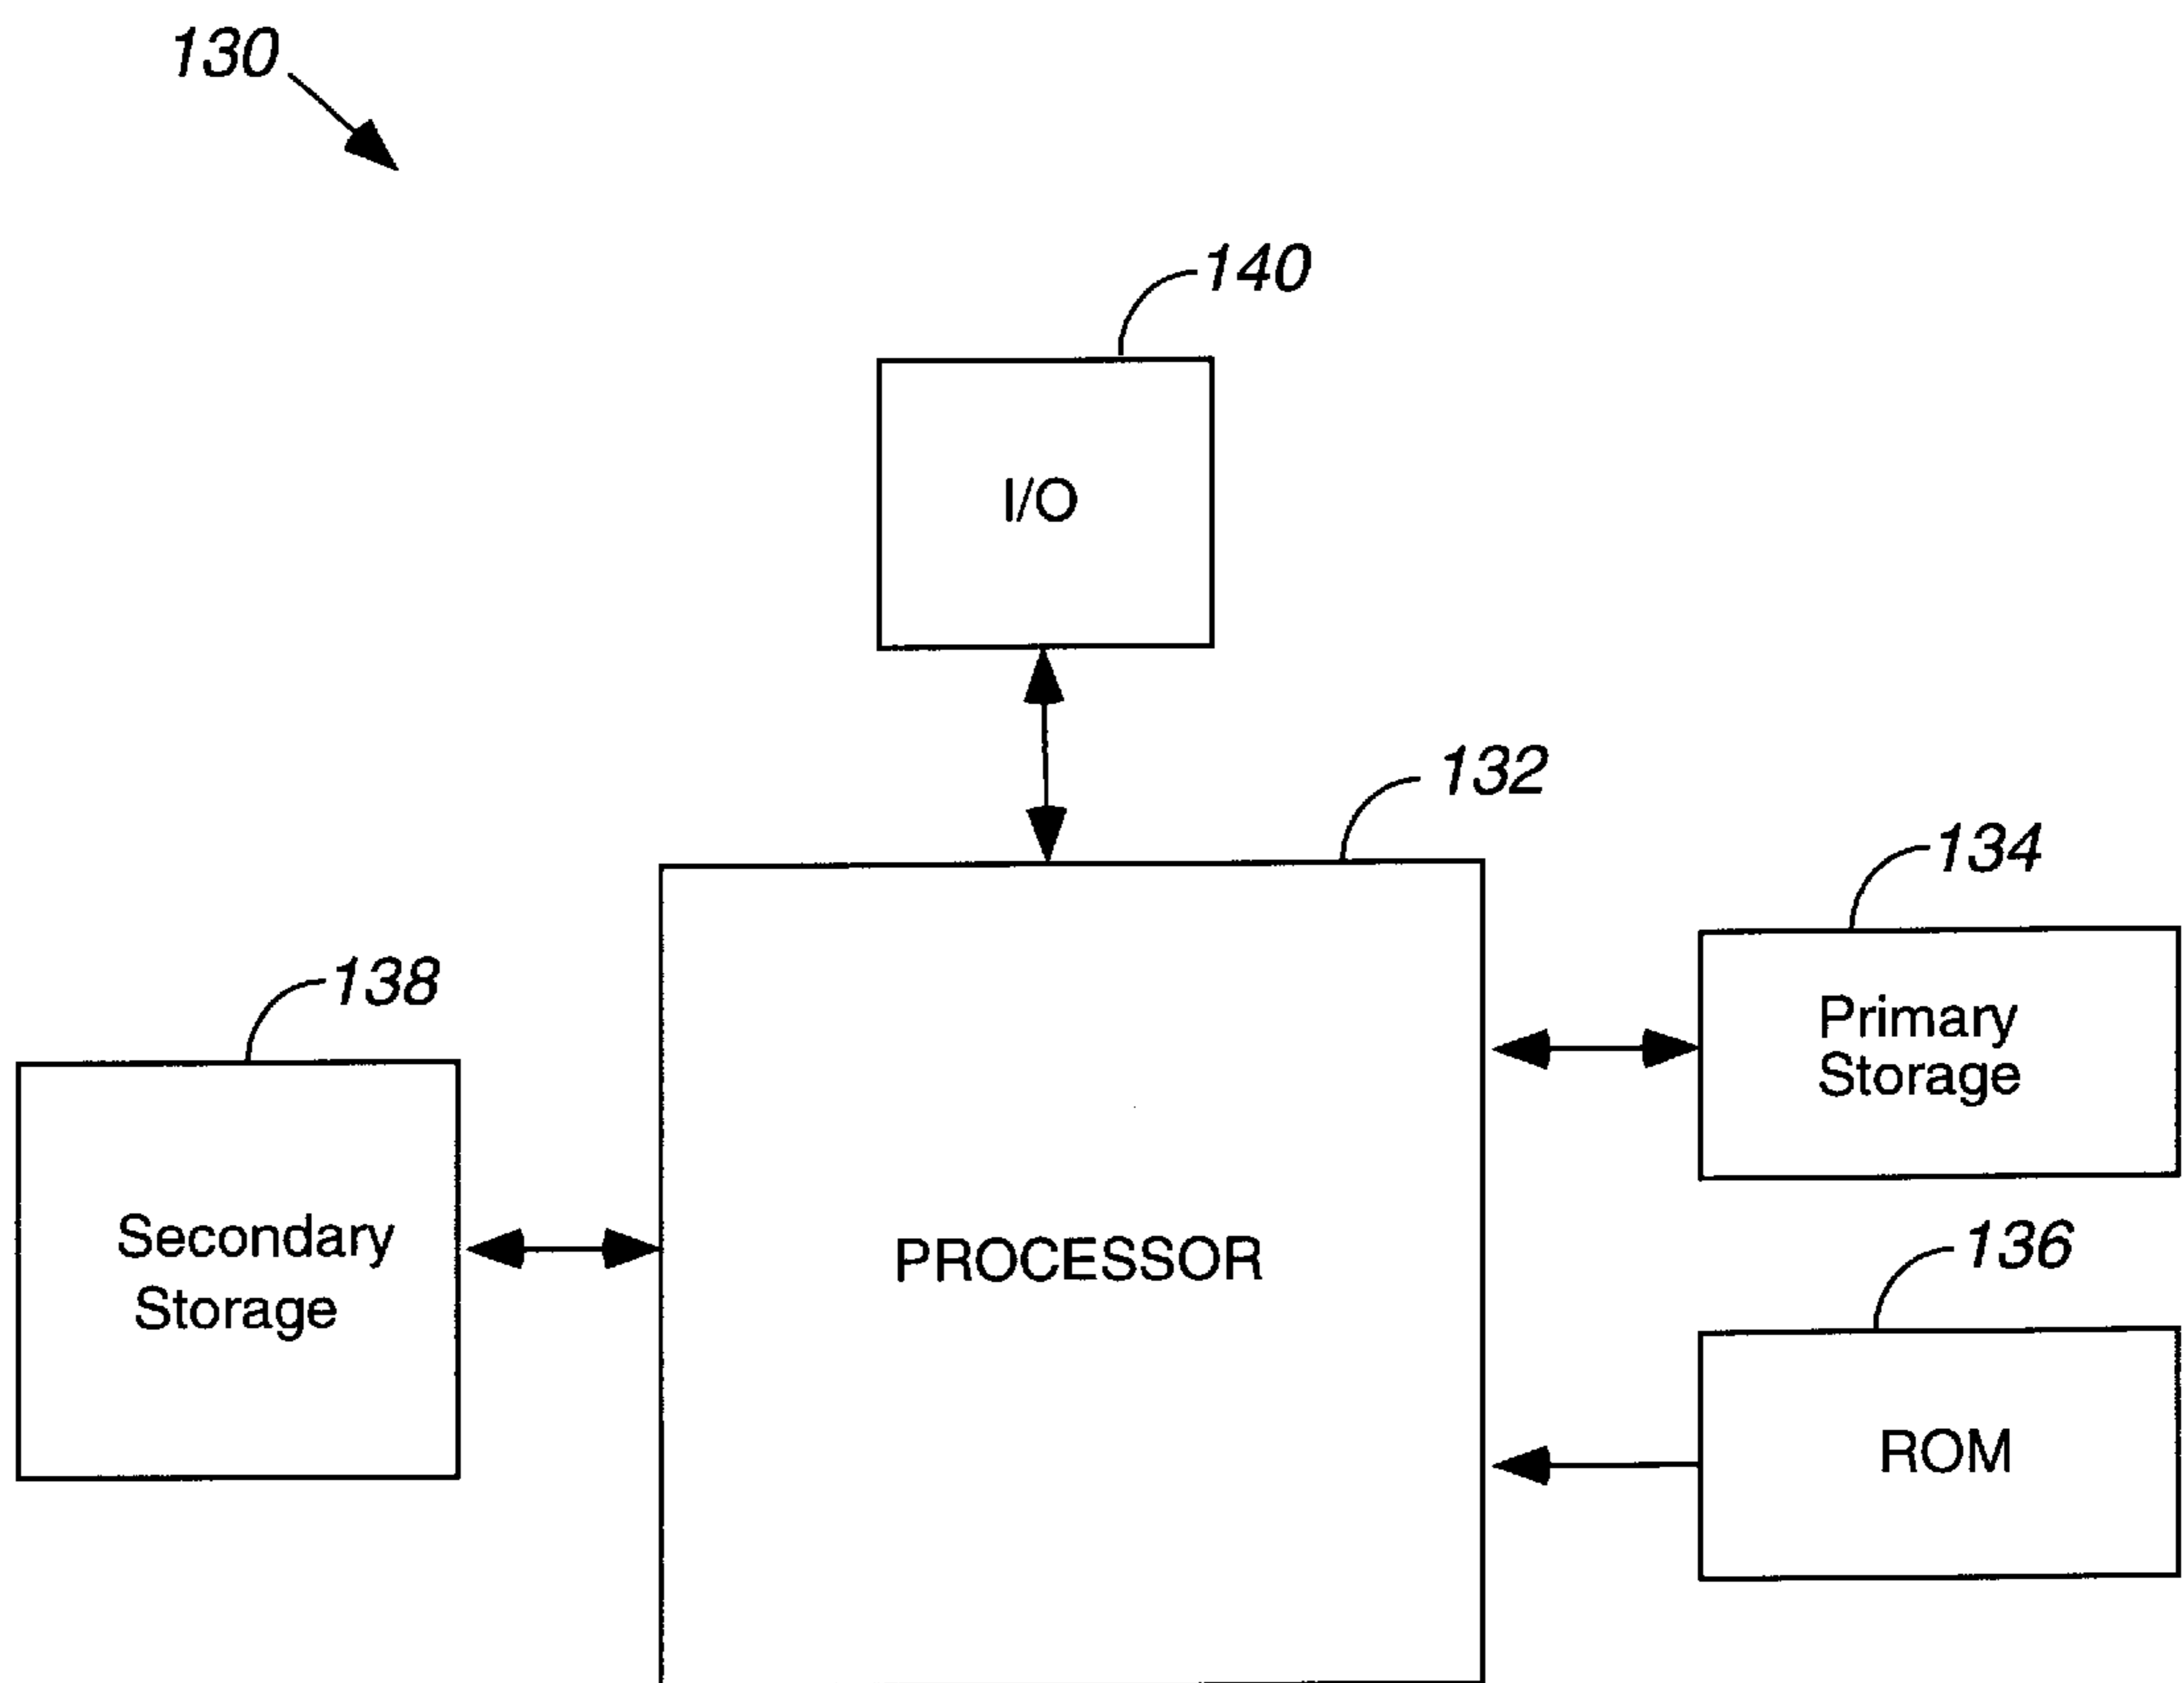 130
140
I/O
132
134
Primary
Storage
138
Secondary
Storage
PROCESSOR
136
ROM